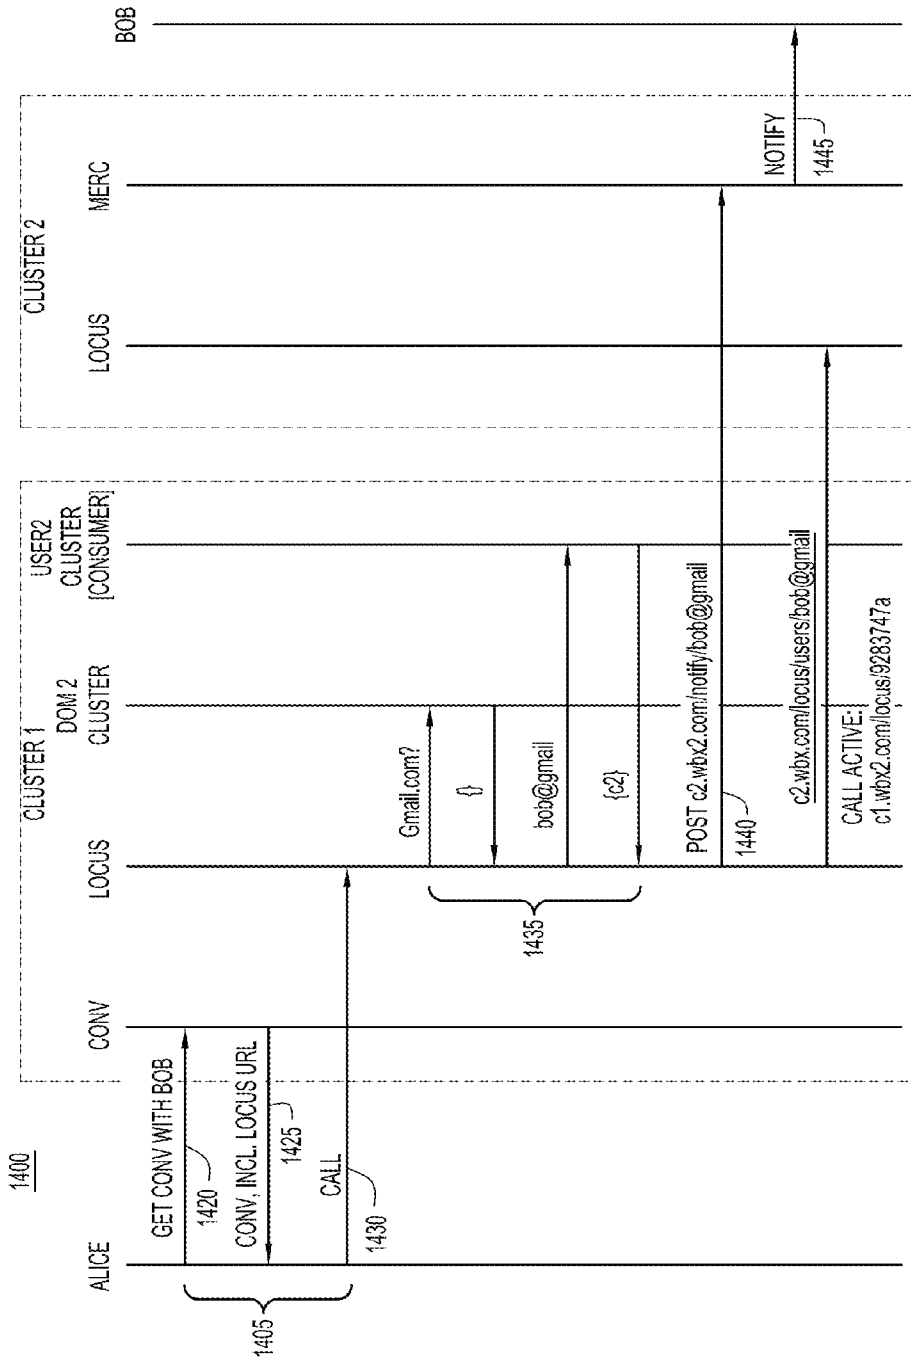 1400
CLUSTER 1
CLUSTER 2
ALICE
CONV
LOCUS
DOM 2
CLUSTER
USER2
CLUSTER
[CONSUMER]
LOCUS
MERC
BOB
GET CONV WITH BOB
1420
CONV, INCL. LOCUS URL
1425
CALL
1430
1405
Gmail.com?
{}
bob@gmail
{c2}
1435
POST c2.wbx2.com/notify/bob@gmail
1440
NOTIFY
1445
c2.wbx.com/locus/users/bob@gmail
CALL ACTIVE:
c1.wbx2.com/locus/9283747a